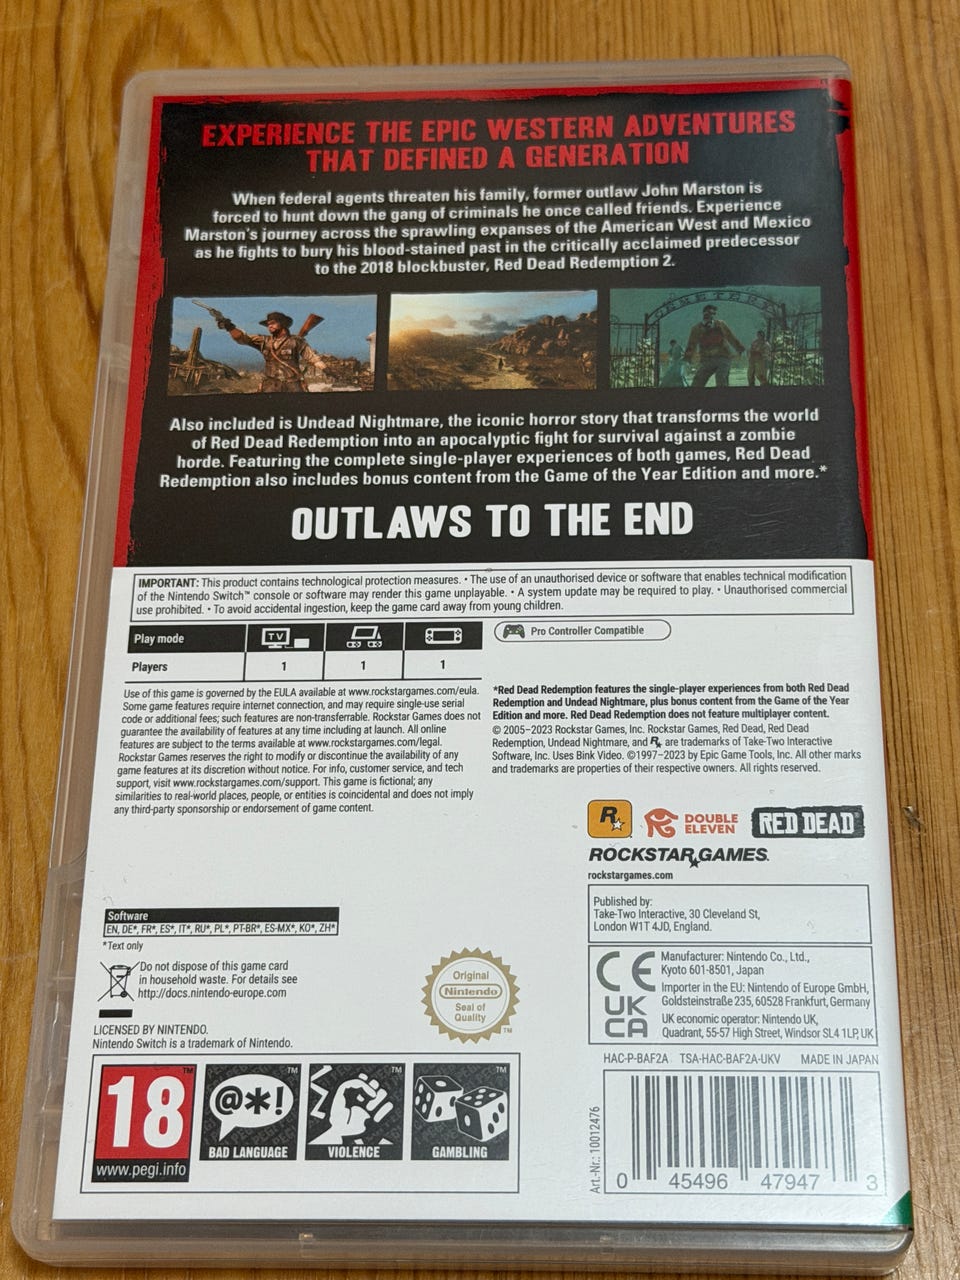 EXPERIENCE THE EPIC WESTERN ADVENTURES
THAT DEFINED A GENERATION
When federal agents threaten his family, former outlaw John Marston is
forced to hunt down the gang of criminals he once called friends. Experience
Marston's journey across the sprawling expanses of the American West and Mexico
as he fights to bury his blood-stained past in the critically acclaimed predecessor
to the 2018 blockbuster, Red Dead Redemption 2.
CEMETERY
Also included is Undead Nightmare, the iconic horror story that transforms the world
of Red Dead Redemption into an apocalyptic fight for survival against a zombie
horde. Featuring the complete single-player experiences of both games, Red Dead
Redemption also includes bonus content from the Game of the Year Edition and more.*
OUTLAWS TO THE END
IMPORTANT: This product contains technological protection measures. • The use of an unauthorised device or software that enables technical modification
of the Nintendo Switch™ console or software may render this game unplayable. • A system update may be required to play. • Unauthorised commercial
use prohibited. • To avoid accidental ingestion, keep the game card away from young children.
Play mode TV
Players 1 1 1
Pro Controller Compatible
Use of this game is governed by the EULA available at www.rockstargames.com/eula.
Some game features require internet connection, and may require single-use serial
code or additional fees; such features are non-transferable. Rockstar Games does not
guarantee the availability of features at any time including at launch. All online
features are subject to the terms available at www.rockstargames.com/legal.
Rockstar Games reserves the right to modify or discontinue the availability of any
game features at its discretion without notice. For info, customer service, and tech
support, visit www.rockstargames.com/support. This game is fictional; any
similarities to real-world places, people, or entities is coincidental and does not imply
any third-party sponsorship or endorsement of game content.
*Red Dead Redemption features the single-player experiences from both Red Dead
Redemption and Undead Nightmare, plus bonus content from the Game of the Year
Edition and more. Red Dead Redemption does not feature multiplayer content.
© 2005–2023 Rockstar Games, Inc. Rockstar Games, Red Dead, Red Dead
Redemption, Undead Nightmare, and R★ are trademarks of Take-Two Interactive
Software, Inc. Uses Bink Video. ©1997–2023 by Epic Game Tools, Inc. All other marks
and trademarks are properties of their respective owners. All rights reserved.
R★
DOUBLE
ELEVEN
RED DEAD
ROCKSTAR GAMES.
rockstargames.com
Published by:
Take-Two Interactive, 30 Cleveland St,
London W1T 4JD, England.
Software
EN, DE*, FR*, ES*, IT*, RU*, PL*, PT-BR*, ES-MX*, KO*, ZH*
*Text only
Do not dispose of this game card
in household waste. For details see
http://docs.nintendo-europe.com
LICENSED BY NINTENDO.
Nintendo Switch is a trademark of Nintendo.
Original
Nintendo
Seal of
Quality
TM
CE
UK
CA
Manufacturer: Nintendo Co., Ltd.,
Kyoto 601-8501, Japan
Importer in the EU: Nintendo of Europe GmbH,
Goldsteinstraße 235, 60528 Frankfurt, Germany
UK economic operator: Nintendo UK,
Quadrant, 55-57 High Street, Windsor SL4 1LP, UK
HAC-P-BAF2A TSA-HAC-BAF2A-UKV MADE IN JAPAN
18 TM
www.pegi.info
@*! TM
BAD LANGUAGE
TM
VIOLENCE
TM
GAMBLING
Art.-Nr.: 10012476
0 45496 47947 3